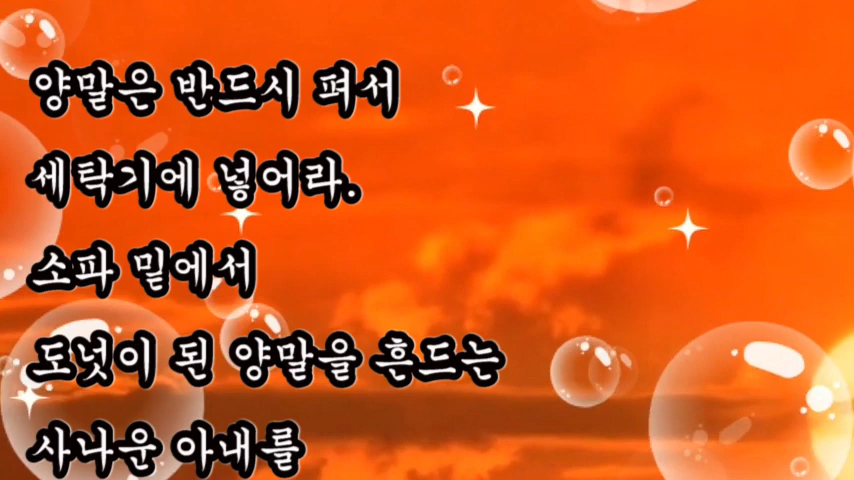 양말은 반드시 펴서
세탁기에 넣어라.
소파 밑에서
도넛이 된 양말을 흔드는
사나운 아내를